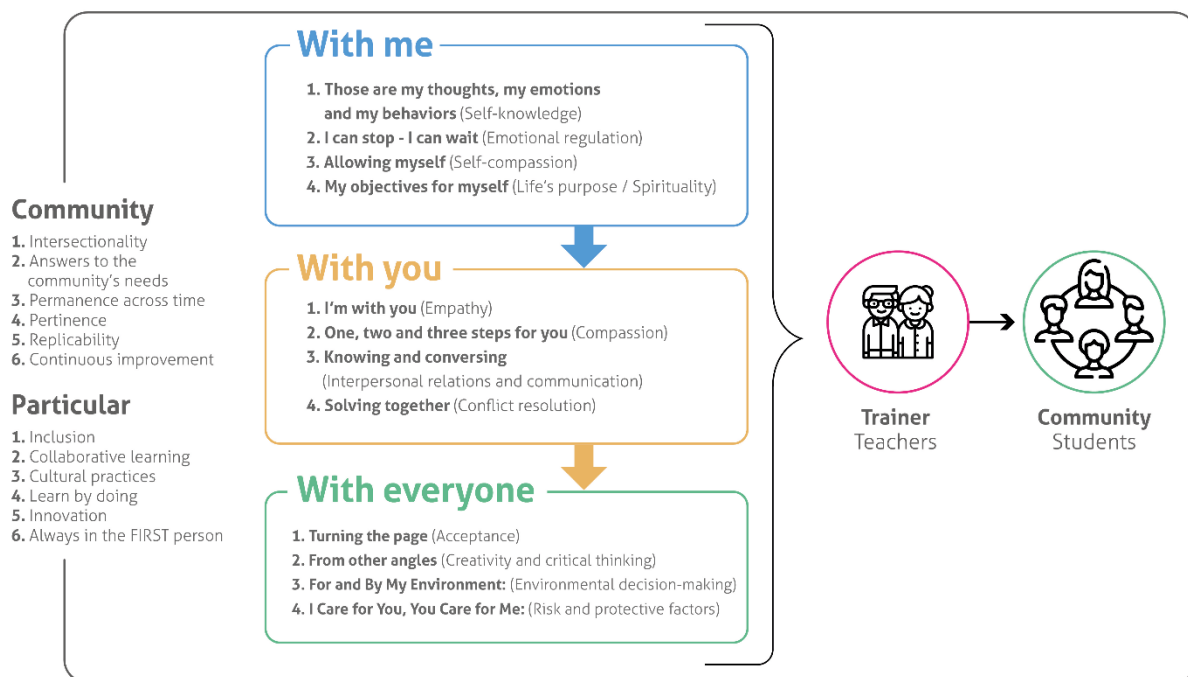 Community
1. Intersectionality
2. Answers to the
community's needs
3. Permanence across time
4. Pertinence
5. Replicability
6. Continuous improvement
Particular
1. Inclusion
2. Collaborative learning
3. Cultural practices
4. Learn by doing
5. Innovation
6. Always in the FIRST person
With me
1. Those are my thoughts, my emotions
and my behaviors (Self-knowledge)
2. I can stop - I can wait (Emotional regulation)
3. Allowing myself (Self-compassion)
4. My objectives for myself (Life's purpose / Spirituality)
With you
1. I'm with you (Empathy)
2. One, two and three steps for you (Compassion)
3. Knowing and conversing
(Interpersonal relations and communication)
4. Solving together (Conflict resolution)
With everyone
1. Turning the page (Acceptance)
2. From other angles (Creativity and critical thinking)
3. For and By My Environment: (Environmental decision-making)
4. I Care for You, You Care for Me: (Risk and protective factors)
Trainer
Teachers
Community
Students